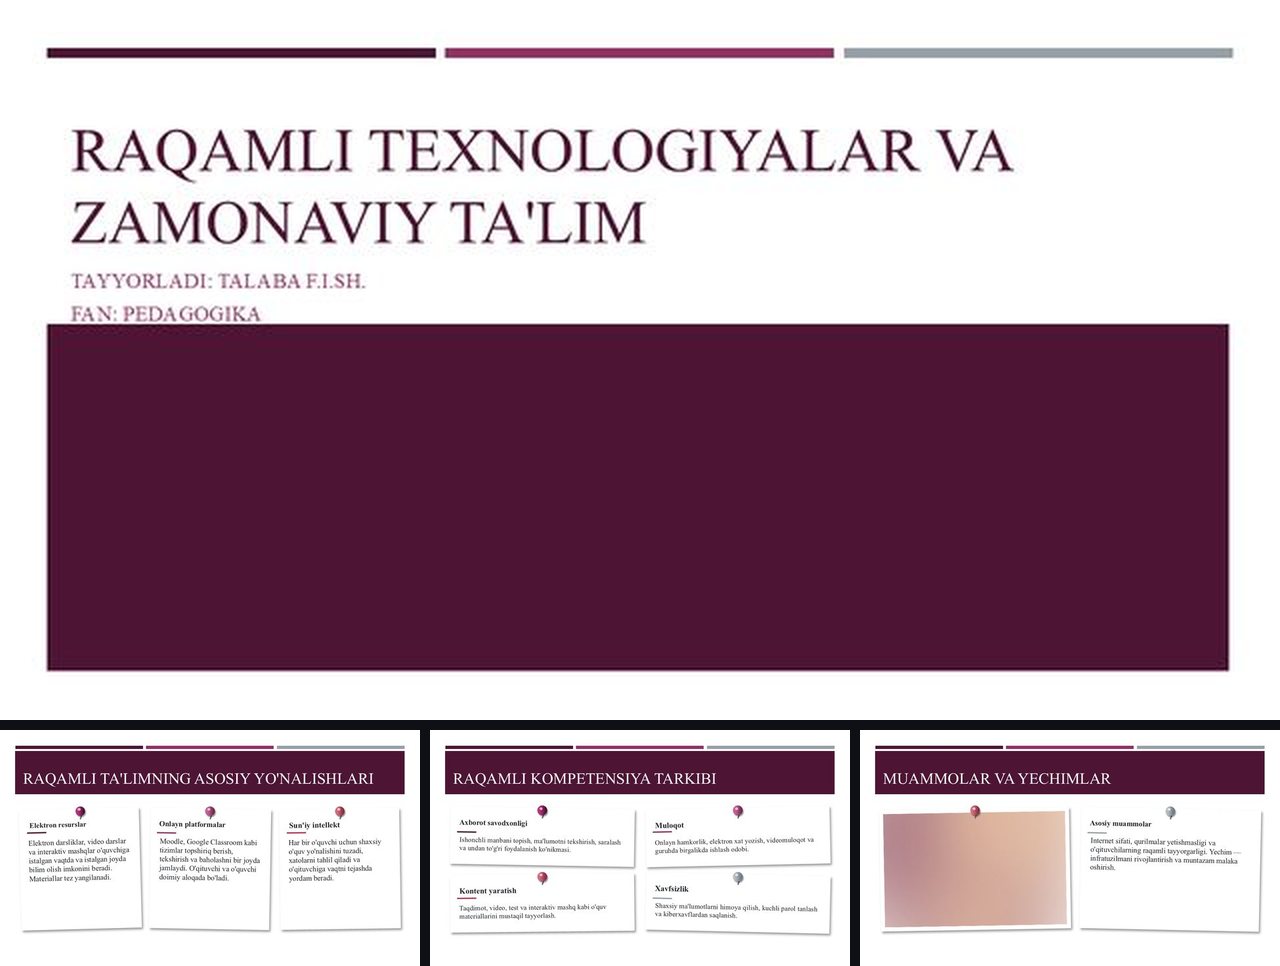 RAQAMLI TEXNOLOGIYALAR VA
ZAMONAVIY TA'LIM
TAYYORLADI: TALABA F.I.SH.
FAN: PEDAGOGIKA
RAQAMLI TA'LIMNING ASOSIY YO'NALISHLARI
Elektron resurslar
Elektron darsliklar, video darslar
va interaktiv mashqlar o'quvchiga
istalgan vaqtda va istalgan joyda
bilim olish imkonini beradi.
Materiallar tez yangilanadi.
Onlayn platformalar
Moodle, Google Classroom kabi
tizimlar topshiriq berish,
tekshirish va baholashni bir joyda
jamlaydi. O'qituvchi va o'quvchi
doimiy aloqada bo'ladi.
Sun'iy intellekt
Har bir o'quvchi uchun shaxsiy
o'quv yo'nalishini tuzadi,
xatolarni tahlil qiladi va
o'qituvchiga vaqtni tejashda
yordam beradi.
RAQAMLI KOMPETENSIYA TARKIBI
Axborot savodxonligi
Ishonchli manbani topish, ma'lumotni tekshirish, saralash
va undan to'g'ri foydalanish ko'nikmasi.
Muloqot
Onlayn hamkorlik, elektron xat yozish, videomuloqot va
guruhda birgalikda ishlash odobi.
Kontent yaratish
Taqdimot, video, test va interaktiv mashq kabi o'quv
materiallarini mustaqil tayyorlash.
Xavfsizlik
Shaxsiy ma'lumotlarni himoya qilish, kuchli parol tanlash
va kiberxavflardan saqlanish.
MUAMMOLAR VA YECHIMLAR
Asosiy muammolar
Internet sifati, qurilmalar yetishmasligi va
o'qituvchilarning raqamli tayyorgarligi. Yechim —
infratuzilmani rivojlantirish va muntazam malaka
oshirish.